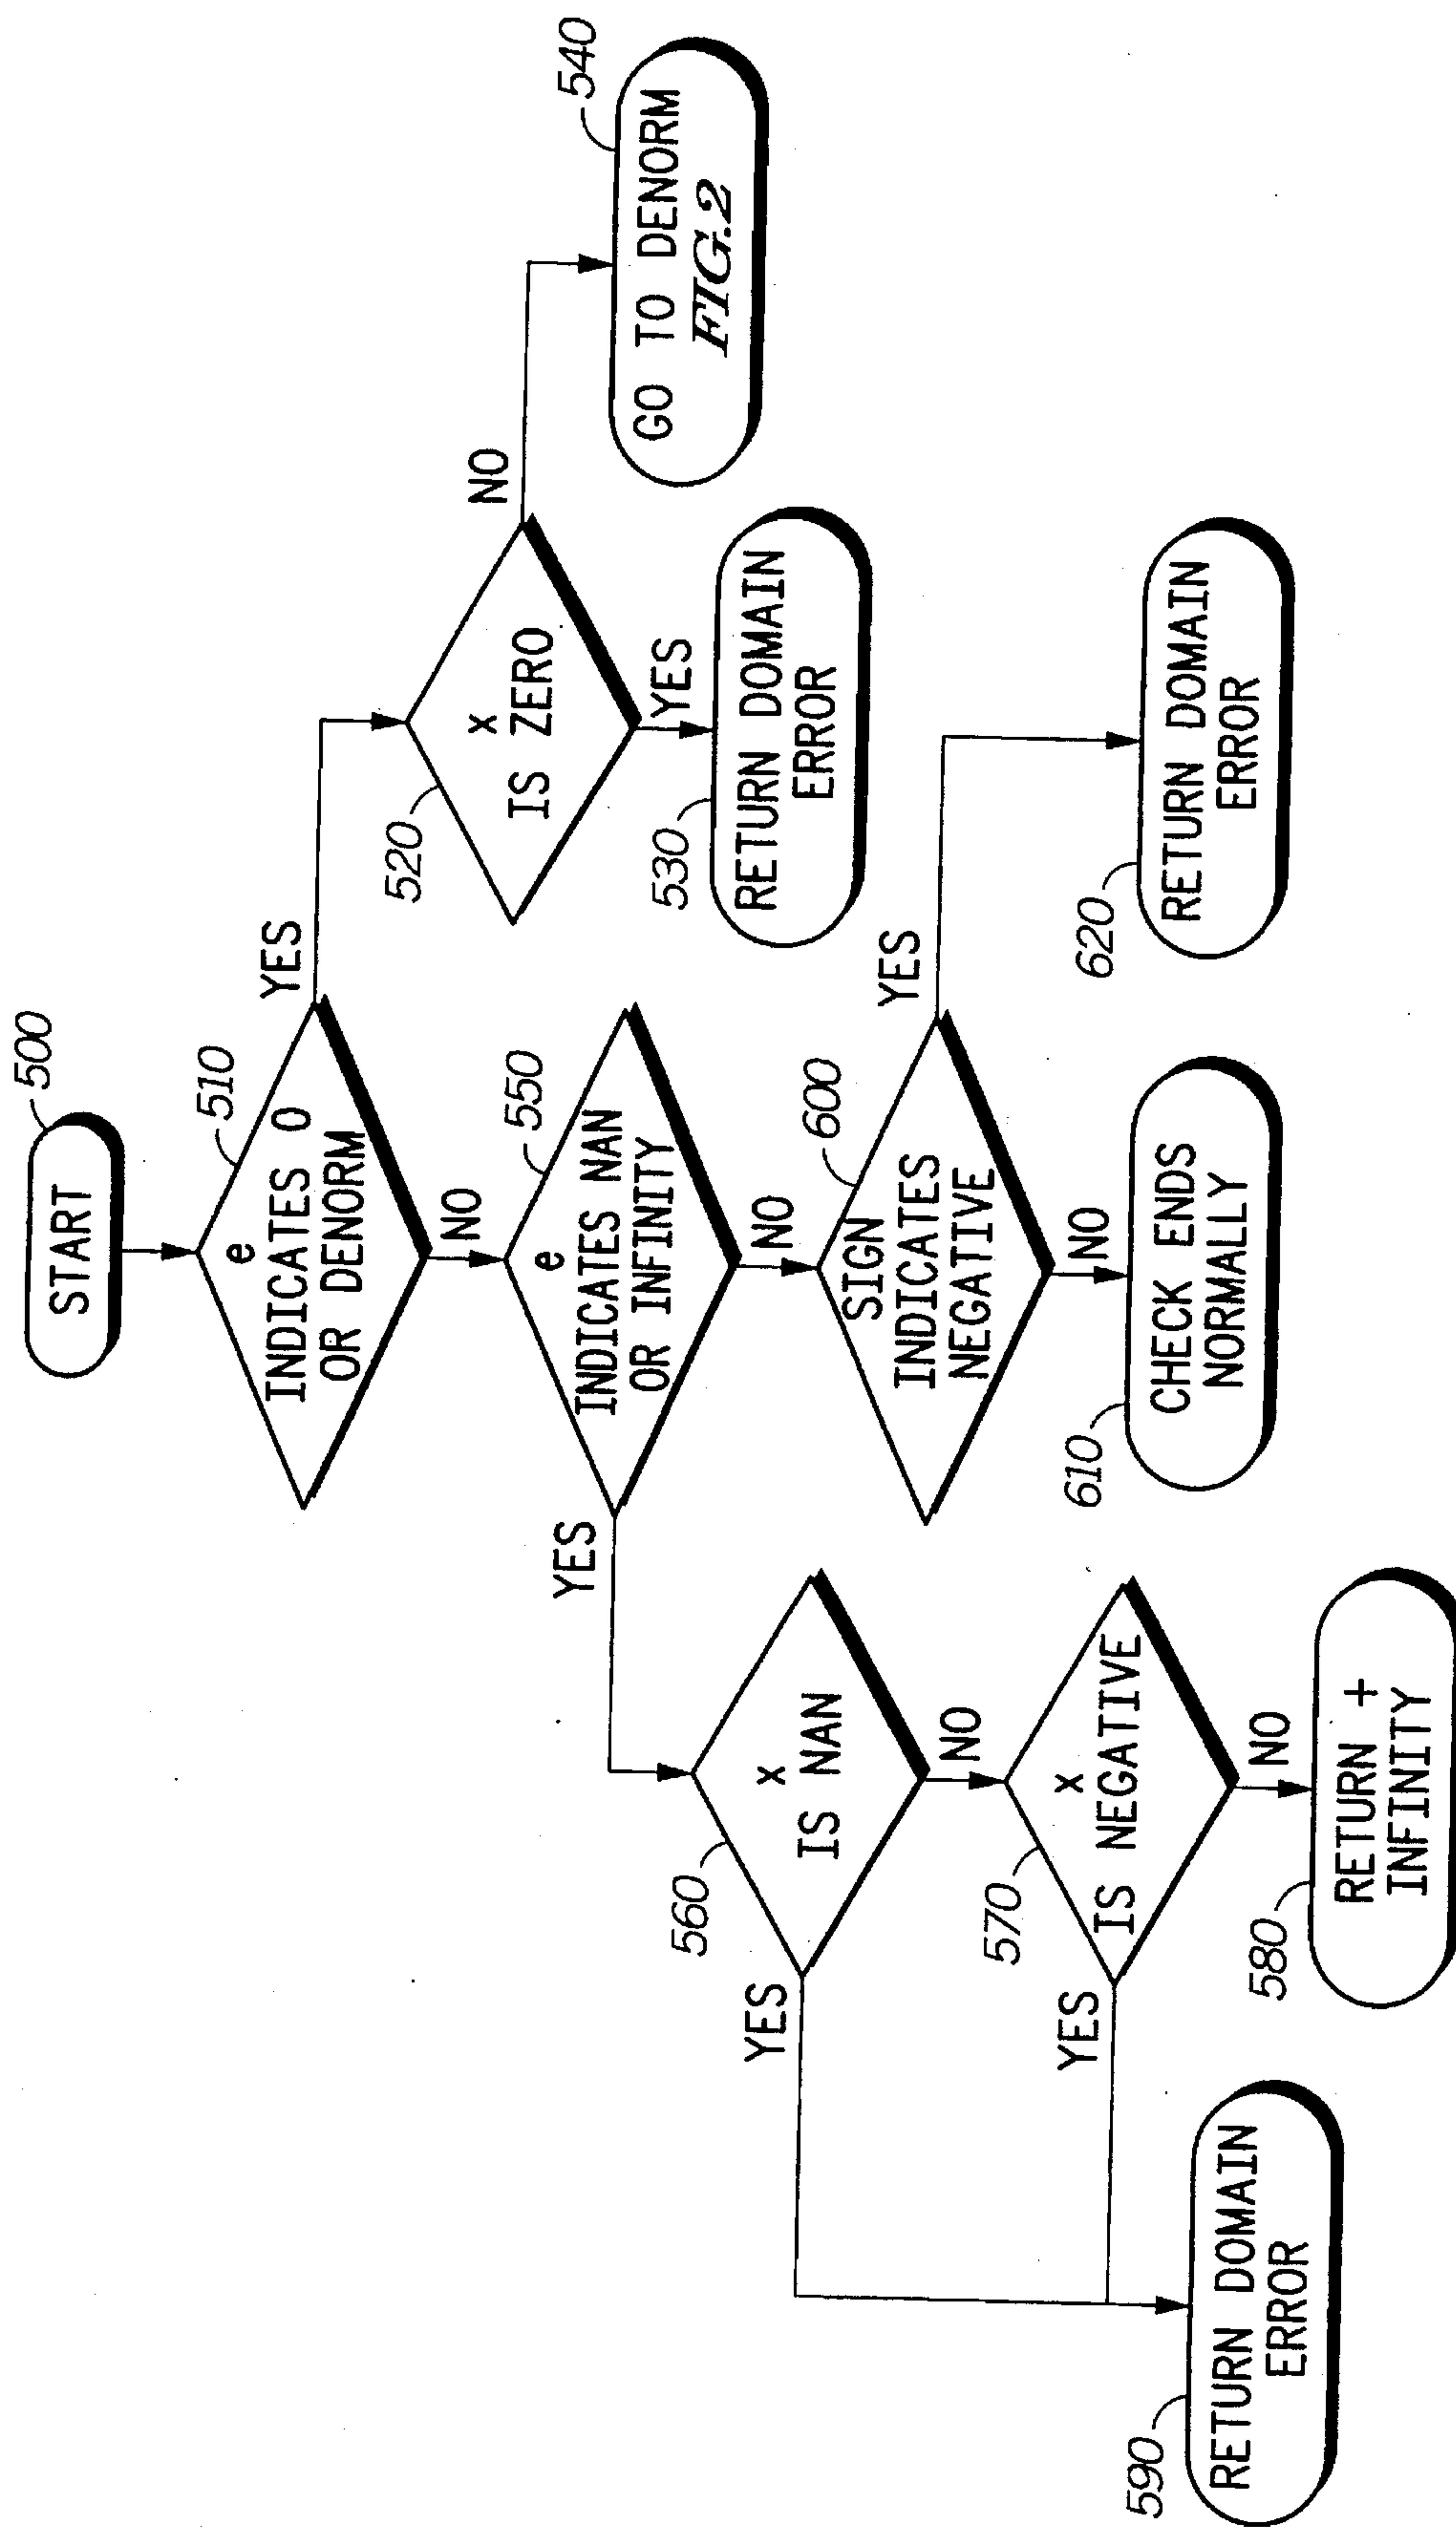 500
START
510
e
INDICATES 0
OR DENORM
YES
NO
520
x
IS ZERO
NO
YES
540
GO TO DENORM
FIG.2
530
RETURN DOMAIN
ERROR
550
e
INDICATES NAN
OR INFINITY
YES
NO
560
x
IS NAN
YES
NO
570
x
IS NEGATIVE
YES
NO
580
RETURN +
INFINITY
590
RETURN DOMAIN
ERROR
600
SIGN
INDICATES
NEGATIVE
YES
NO
610
CHECK ENDS
NORMALLY
620
RETURN DOMAIN
ERROR